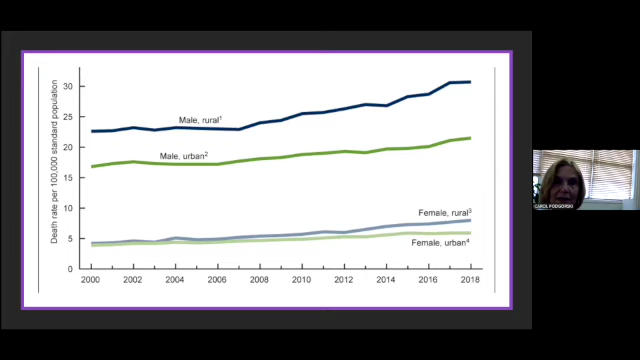 Death rate per 100,000 standard population
30
25
20
15
10
5
0
Male, rural¹
Male, urban²
Female, rural³
Female, urban⁴
2000
2002
2004
2006
2008
2010
2012
2014
2016
2018
CAROL PODGORSKI